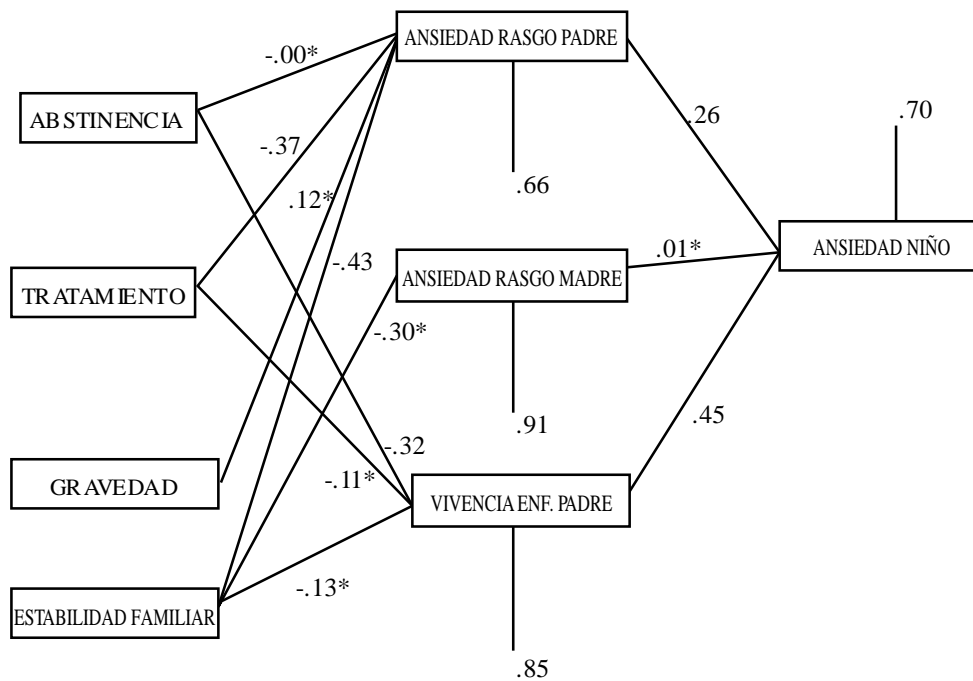 ANSIEDAD RASGO PADRE
-.00*
ABSTINENCIA
.26
.70
-.37
.66
.12*
ANSIEDAD NIÑO
.01*
-.43
ANSIEDAD RASGO MADRE
TRATAMIENTO
-.30*
.91
.45
-.32
-.11*
GRAVEDAD
VIVENCIA ENF. PADRE
-.13*
ESTABILIDAD FAMILIAR
.85